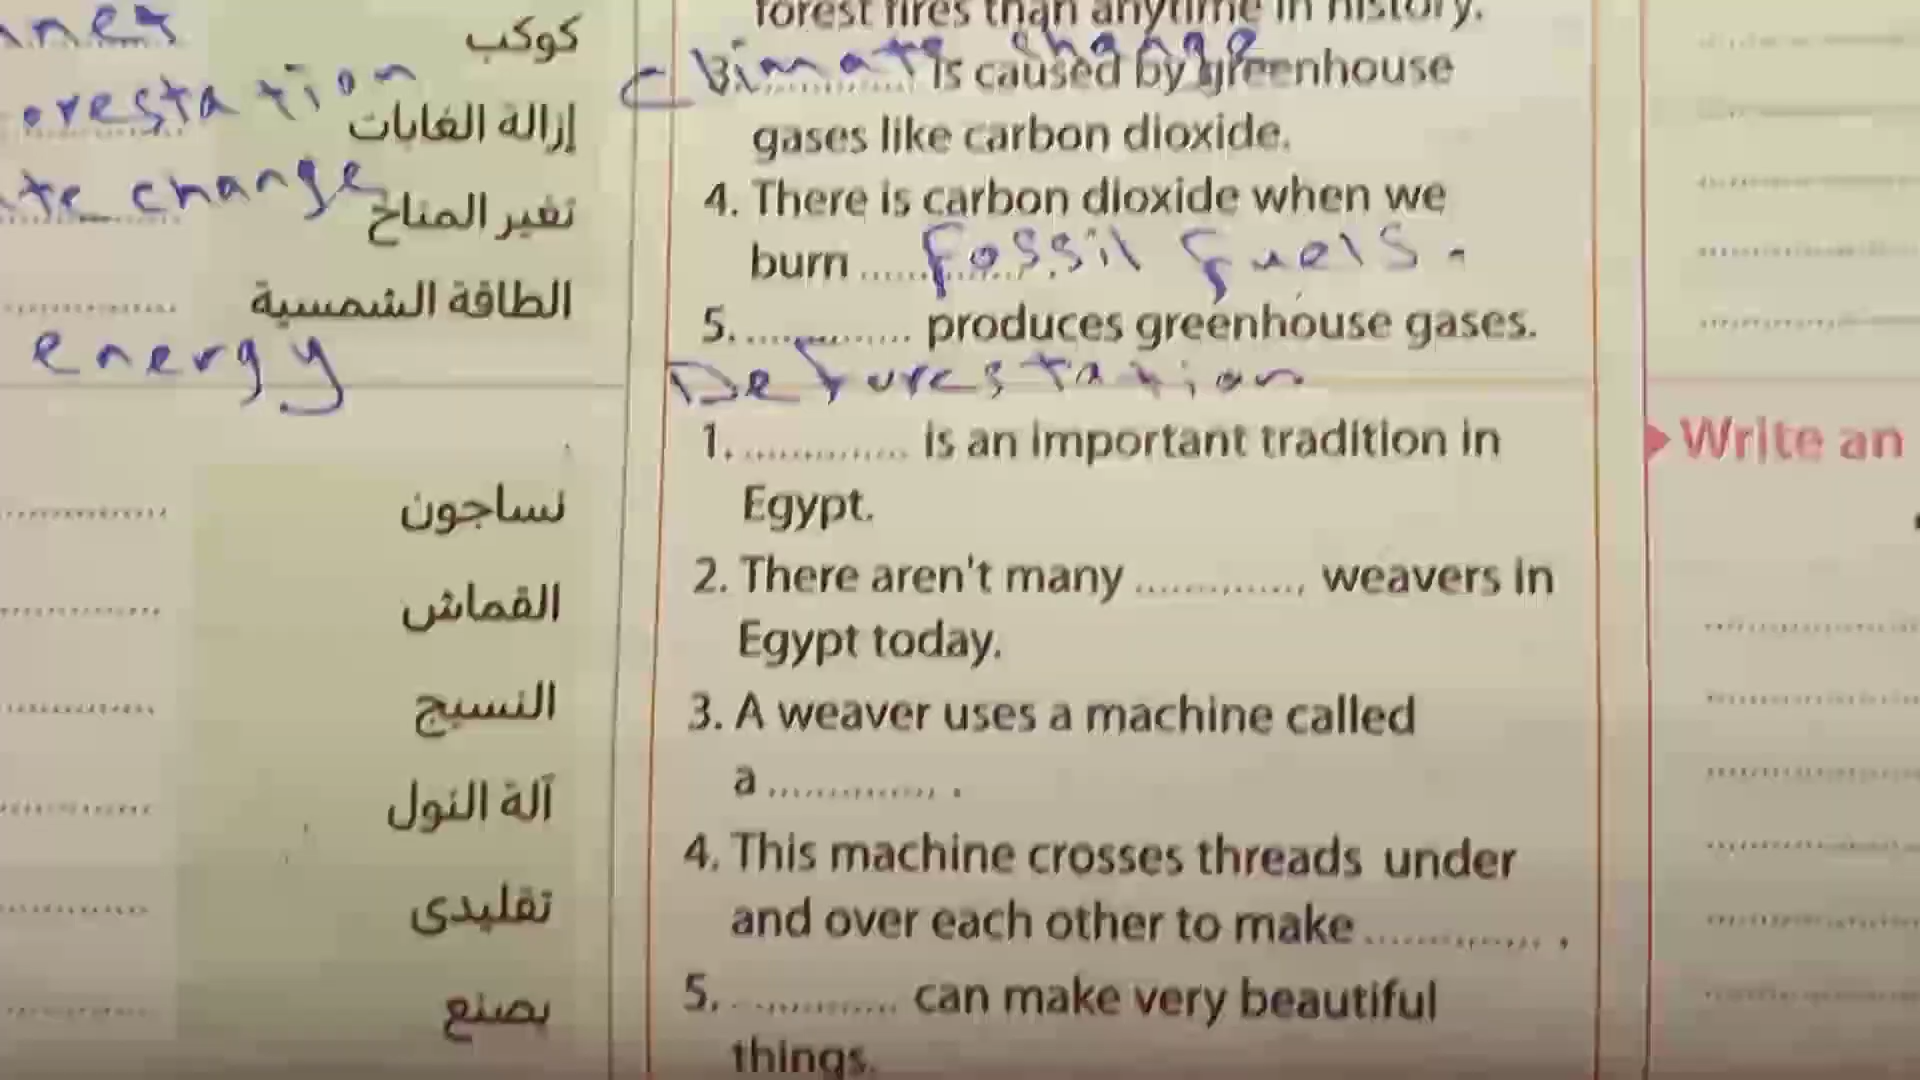 كوكب
orestation
إزالة الغابات
te change
تغير المناخ
الطاقة الشمسية
energy
نساجون
القماش
النسيج
آلة النول
تقليدى
يصنع
forest fires than anytime in history.
3. Climate change is caused by greenhouse
gases like carbon dioxide.
4. There is carbon dioxide when we
burn ............ Fossil fuels.
5. ............ produces greenhouse gases.
Deforestation
1. ............ is an important tradition in
Egypt.
2. There aren't many ............ weavers in
Egypt today.
3. A weaver uses a machine called
a ............ .
4. This machine crosses threads under
and over each other to make ............ .
5. ............ can make very beautiful
things.
Write an